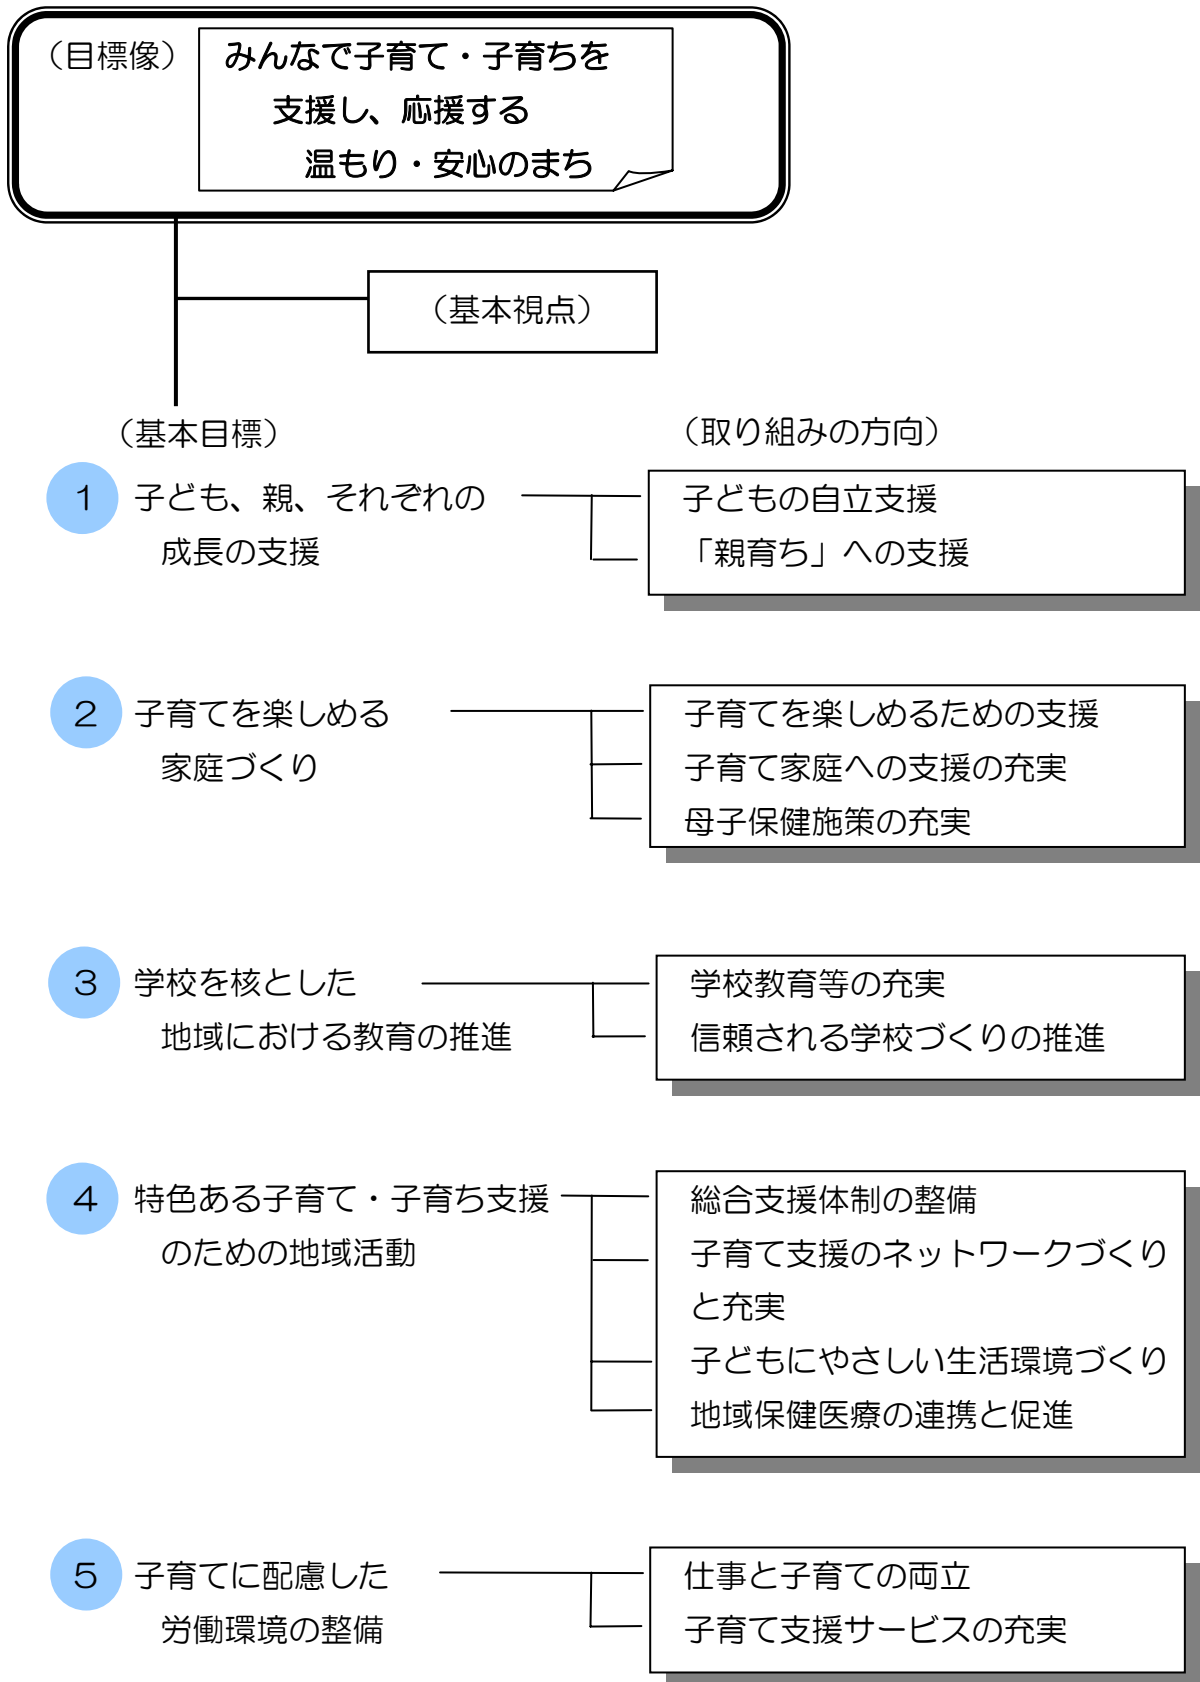 （目標像）
みんなで子育て・子育ちを
支援し、応援する
温もり・安心のまち
（基本視点）
（基本目標）
（取り組みの方向）
1 子ども、親、それぞれの
成長の支援
子どもの自立支援
「親育ち」への支援
2 子育てを楽しめる
家庭づくり
子育てを楽しめるための支援
子育て家庭への支援の充実
母子保健施策の充実
3 学校を核とした
地域における教育の推進
学校教育等の充実
信頼される学校づくりの推進
4 特色ある子育て・子育ち支援
のための地域活動
総合支援体制の整備
子育て支援のネットワークづくり
と充実
子どもにやさしい生活環境づくり
地域保健医療の連携と促進
5 子育てに配慮した
労働環境の整備
仕事と子育ての両立
子育て支援サービスの充実